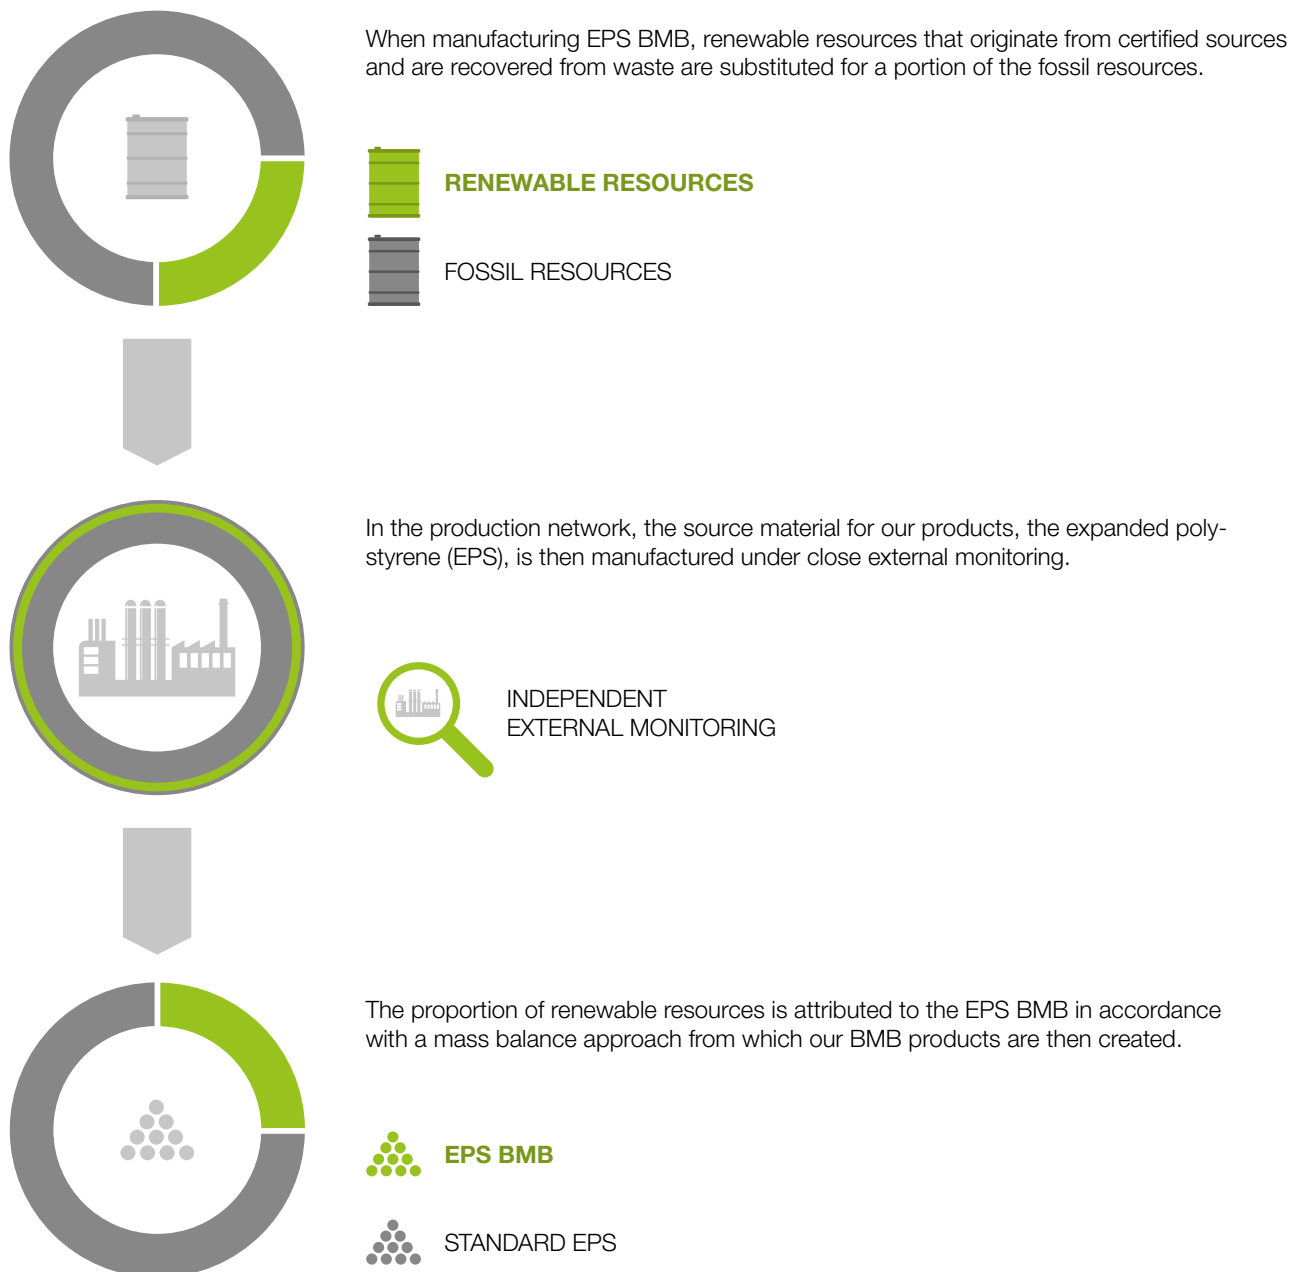 When manufacturing EPS BMB, renewable resources that originate from certified sources
and are recovered from waste are substituted for a portion of the fossil resources.
RENEWABLE RESOURCES
FOSSIL RESOURCES
In the production network, the source material for our products, the expanded poly-
styrene (EPS), is then manufactured under close external monitoring.
INDEPENDENT
EXTERNAL MONITORING
The proportion of renewable resources is attributed to the EPS BMB in accordance
with a mass balance approach from which our BMB products are then created.
EPS BMB
STANDARD EPS